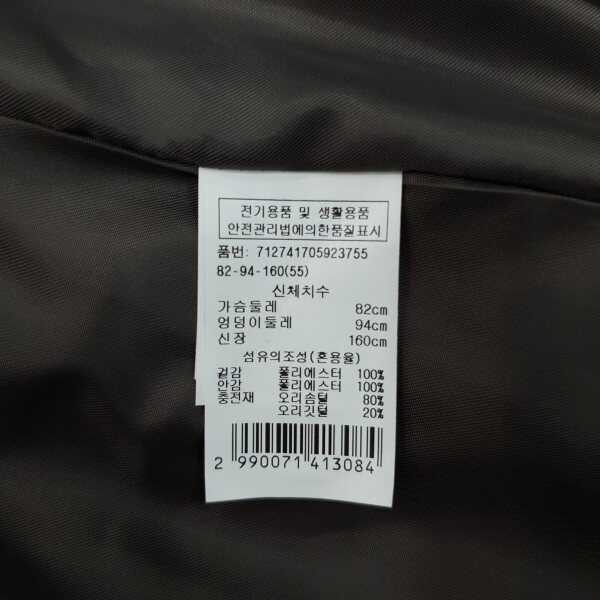 전기용품 및 생활용품
안전관리법에의한품질표시
품번: 712741705923755
82-94-160(55)
신체치수
가슴둘레 82cm
엉덩이둘레 94cm
신장 160cm
섬유의조성(혼용율)
겉감 폴리에스터 100%
안감 폴리에스터 100%
충전재 오리솜털 80%
오리깃털 20%
2 990071 413084